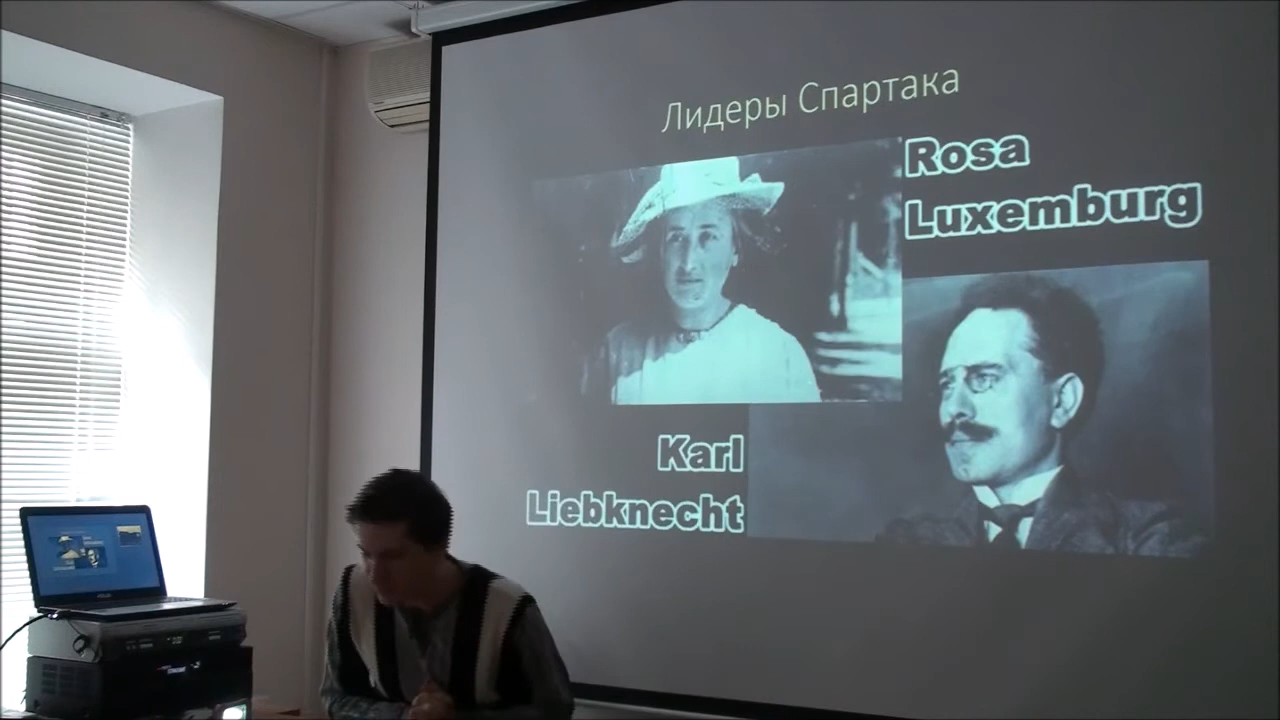 Лидеры Спартака
Rosa
Luxemburg
Karl
Liebknecht